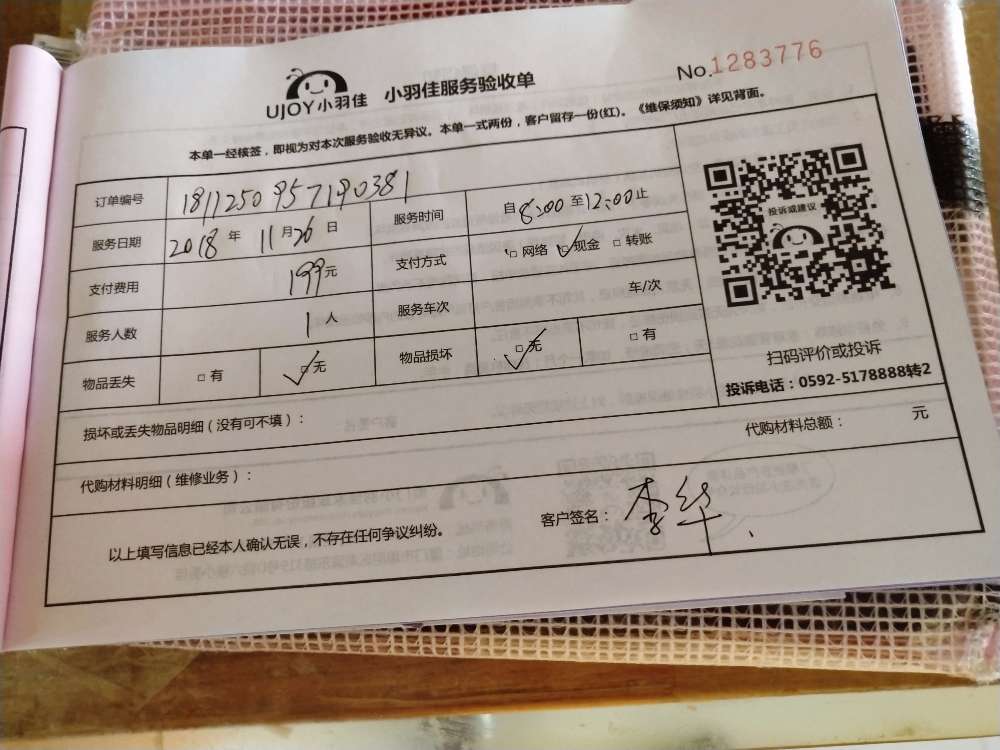 UJOY小羽佳 小羽佳服务验收单 No.1283776
本单一经核签，即视为对本次服务验收无异议。本单一式两份，客户留存一份(红)。《维保须知》详见背面。
订单编号 1811250957190381
服务日期 2018 年 11 月 26 日 服务时间 自 8:00 至 12:00 止
支付费用 199 元 支付方式 □ 网络 ☑ 现金 □ 转账
服务人数 1 人 服务车次 车/次
物品丢失 □ 有 ☑ 无 物品损坏 ☑ 无 □ 有
投诉或建议
扫码评价或投诉
投诉电话：0592-5178888转2
损坏或丢失物品明细（没有可不填）：
代购材料明细（维修业务）： 代购材料总额： 元
以上填写信息已经本人确认无误，不存在任何争议纠纷。 客户签名：李华